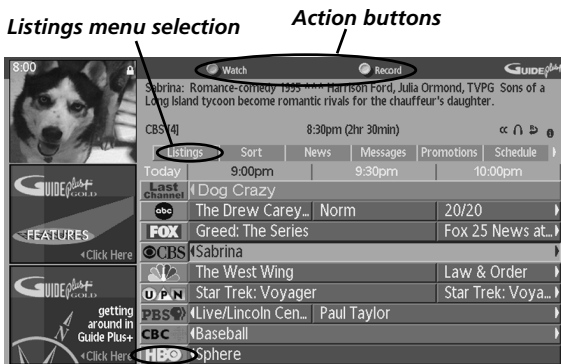 Listings menu selection
Action buttons
8:00
Watch
Record
GUIDE plus+
Sabrina: Romance-comedy 1995 *** Harrison Ford, Julia Ormond, TVPG Sons of a
Long Island tycoon become romantic rivals for the chauffeur's daughter.
CBS [4]
8:30pm (2hr 30min)
CC
Listings
Sort
News
Messages
Promotions
Schedule
Today
9:00pm
9:30pm
10:00pm
Last Channel
Dog Crazy
abc
The Drew Carey...
Norm
20/20
FOX
Greed: The Series
Fox 25 News at...
CBS
Sabrina
The West Wing
Law & Order
UPN
Star Trek: Voyager
Star Trek: Voya...
PBS
Live/Lincoln Cen...
Paul Taylor
CBC
Baseball
HBO
Sphere
GUIDE plus+
GOLD
FEATURES
Click Here
GUIDE plus+
GOLD
getting
around in
Guide Plus+
Click Here
N